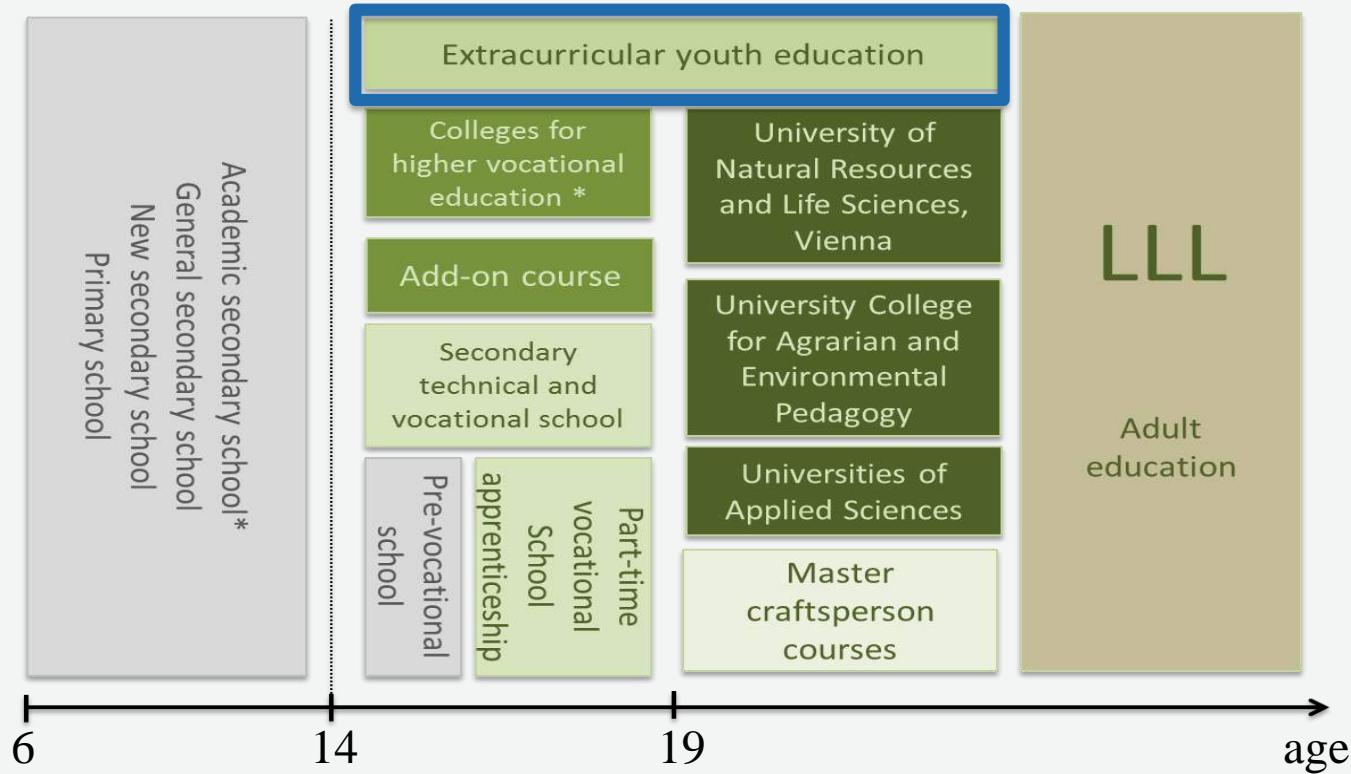 Extracurricular youth education
Academic secondary school*
General secondary school
New secondary school
Primary school
Colleges for
higher vocational
education *
Add-on course
Secondary
technical and
vocational school
Pre-vocational
school
Part-time
vocational
School
apprenticeship
University of
Natural Resources
and Life Sciences,
Vienna
University College
for Agrarian and
Environmental
Pedagogy
Universities of
Applied Sciences
Master
craftsperson
courses
LLL
Adult
education
6
14
19
age